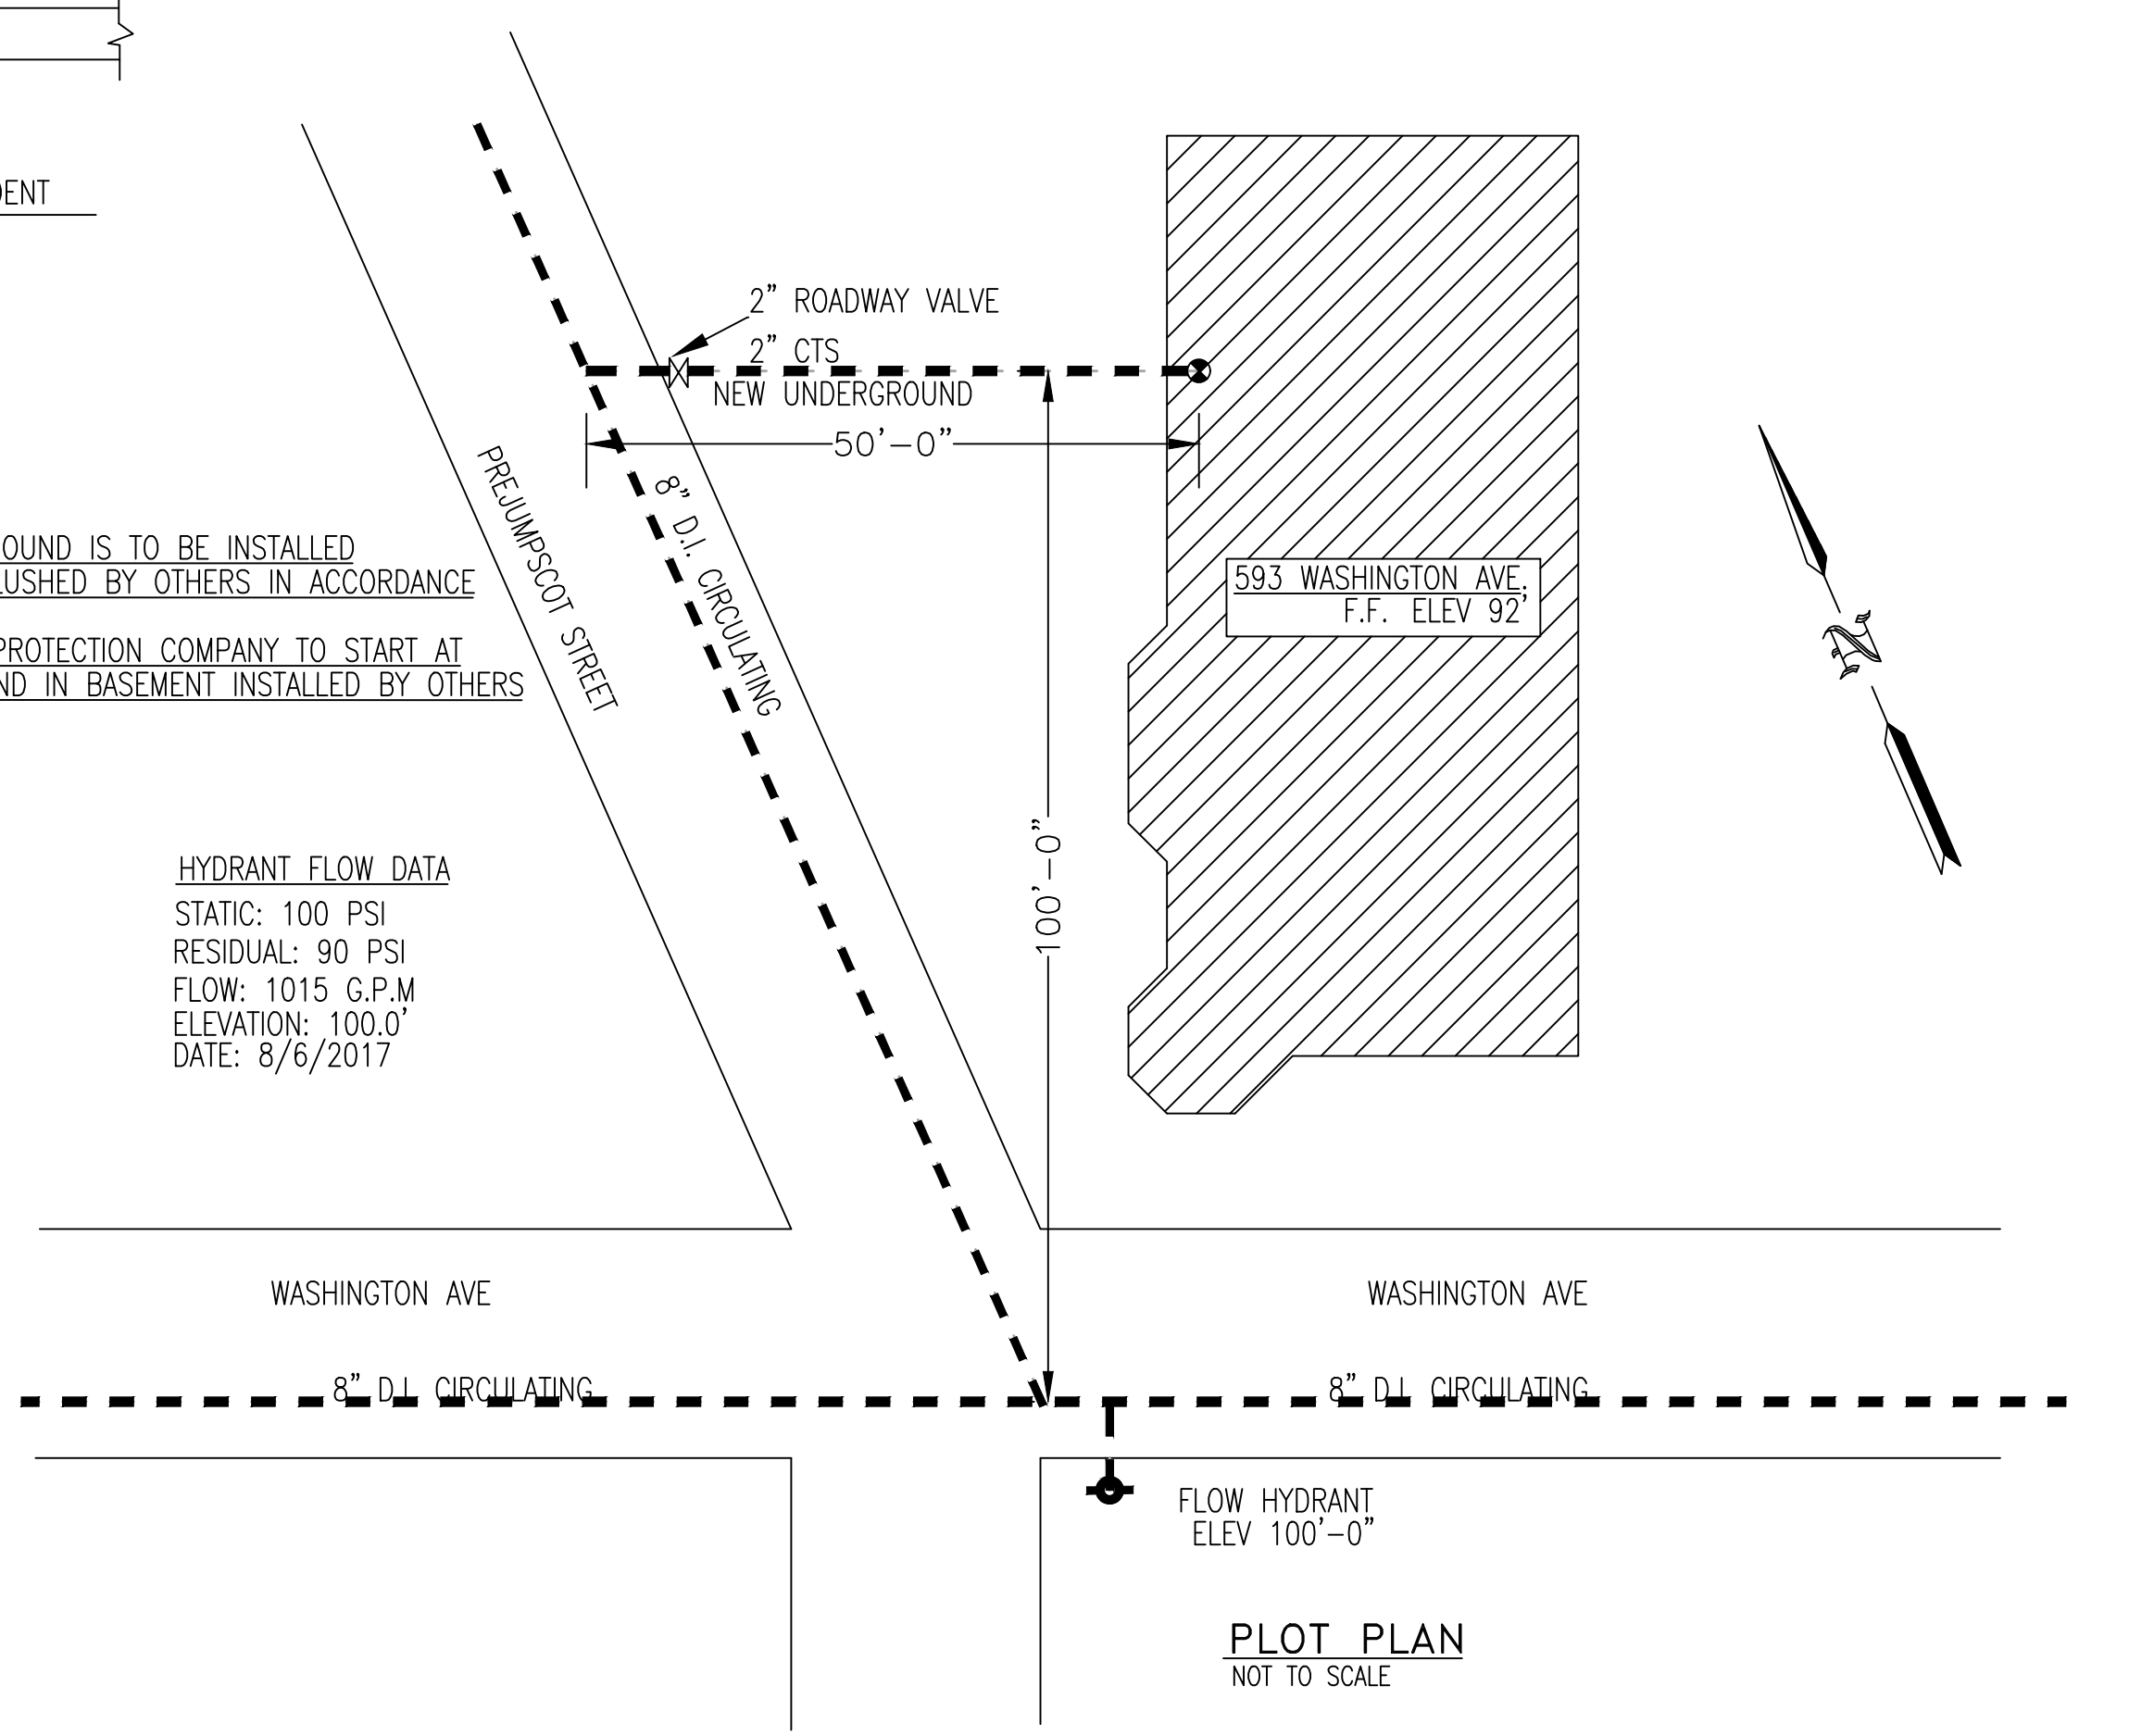 DENT
2" ROADWAY VALVE
2" CTS
NEW UNDERGROUND
50'-0"
PREJUMPSCOT STREET
8" D.I. CIRCULATING
OUND IS TO BE INSTALLED
LUSHED BY OTHERS IN ACCORDANCE
PROTECTION COMPANY TO START AT
ND IN BASEMENT INSTALLED BY OTHERS
593 WASHINGTON AVE.
F.F. ELEV 92'
N
100'-0"
HYDRANT FLOW DATA
STATIC: 100 PSI
RESIDUAL: 90 PSI
FLOW: 1015 G.P.M
ELEVATION: 100.0'
DATE: 8/6/2017
WASHINGTON AVE
WASHINGTON AVE
8" D.I. CIRCULATING
8" D.I. CIRCULATING
FLOW HYDRANT
ELEV 100'-0"
PLOT PLAN
NOT TO SCALE